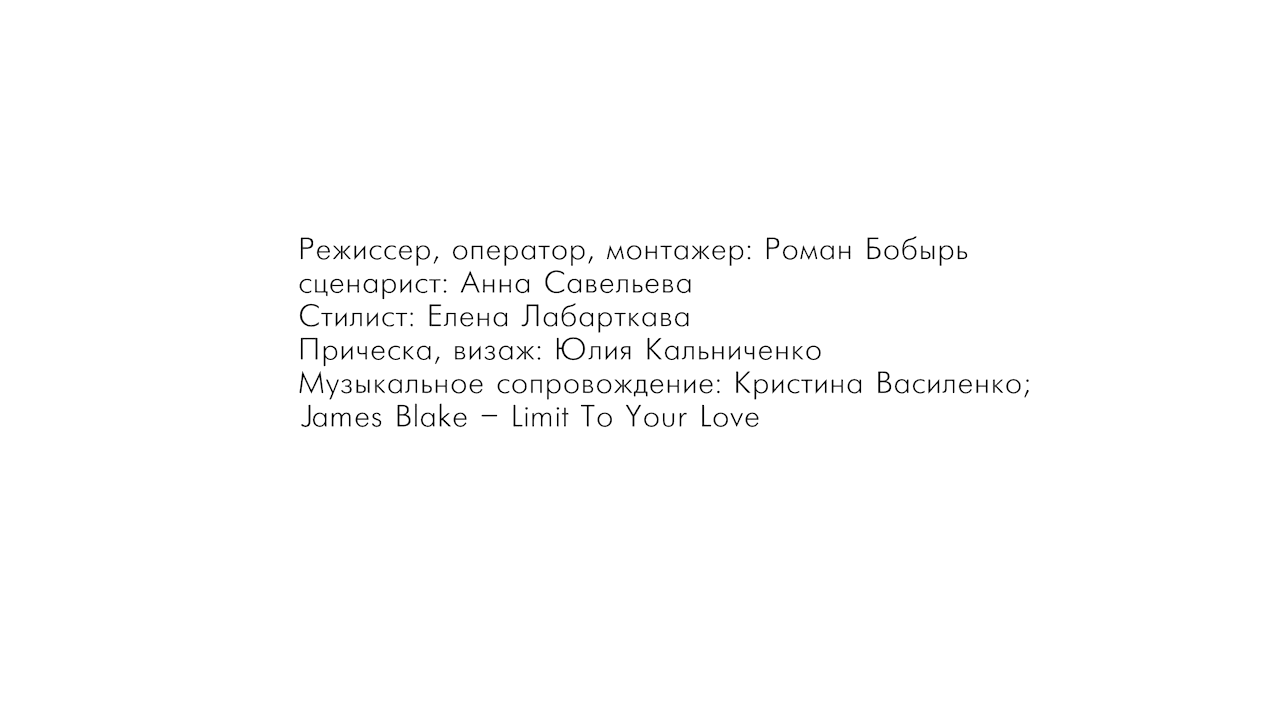 Режиссер, оператор, монтажер: Роман Бобырь
сценарист: Анна Савельева
Стилист: Елена Лабарткава
Прическа, визаж: Юлия Кальниченко
Музыкальное сопровождение: Кристина Василенко;
James Blake – Limit To Your Love